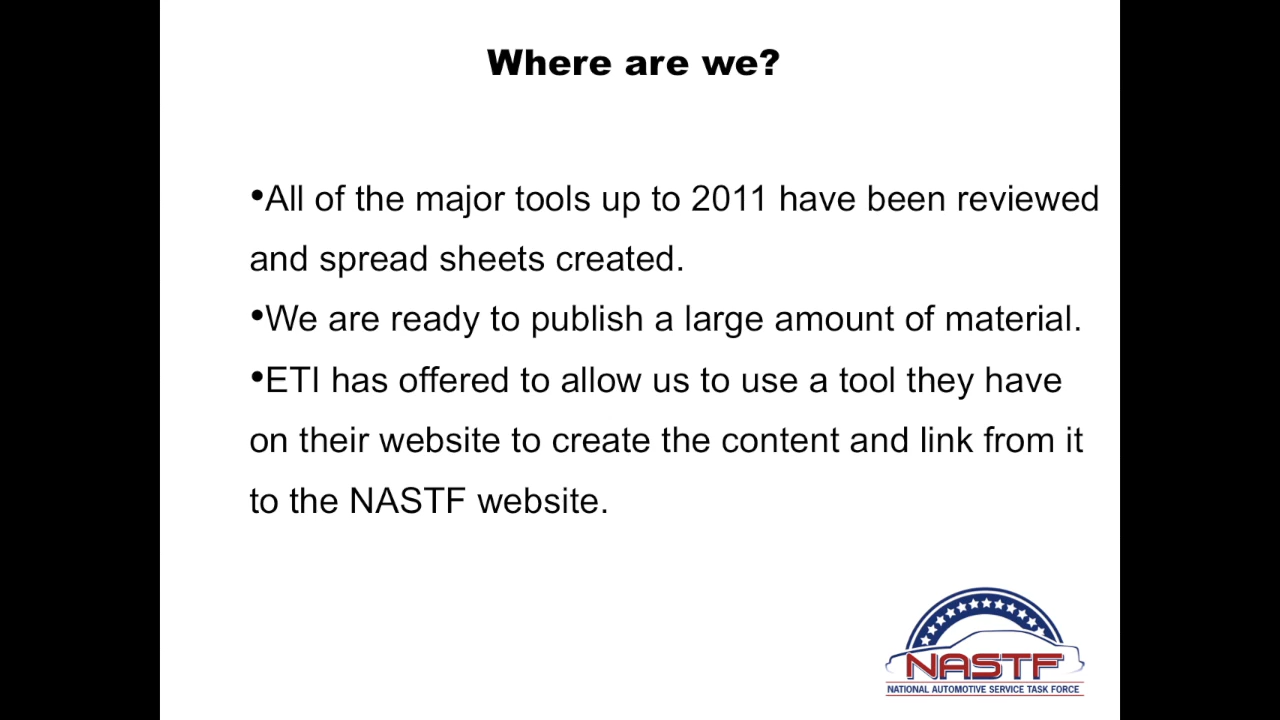 Where are we?
•All of the major tools up to 2011 have been reviewed
and spread sheets created.
•We are ready to publish a large amount of material.
•ETI has offered to allow us to use a tool they have
on their website to create the content and link from it
to the NASTF website.
NASTF
NATIONAL AUTOMOTIVE SERVICE TASK FORCE